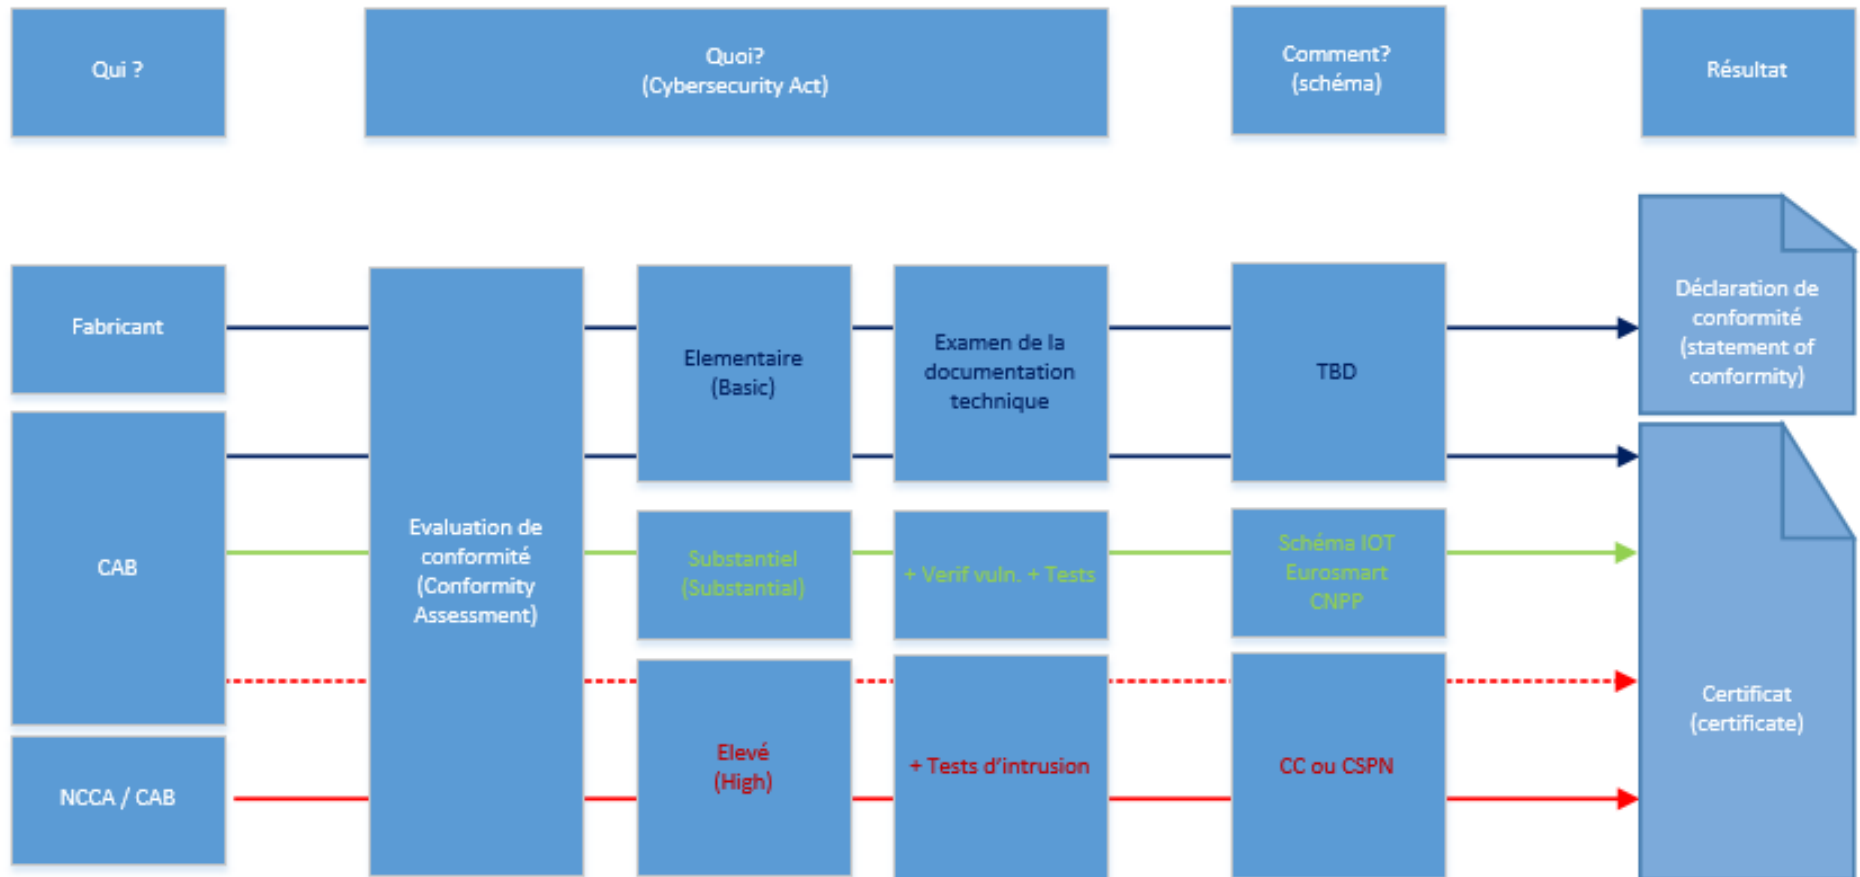 Qui ?
Quoi?
(Cybersecurity Act)
Comment?
(schéma)
Résultat
Fabricant
CAB
NCCA / CAB
Evaluation de
conformité
(Conformity
Assessment)
Elementaire
(Basic)
Examen de la
documentation
technique
TBD
Déclaration de
conformité
(statement of
conformity)
Substantiel
(Substantial)
+ Verif vuln. + Tests
Schéma IOT
Eurosmart
CNPP
Elevé
(High)
+ Tests d'intrusion
CC ou CSPN
Certificat
(certificate)